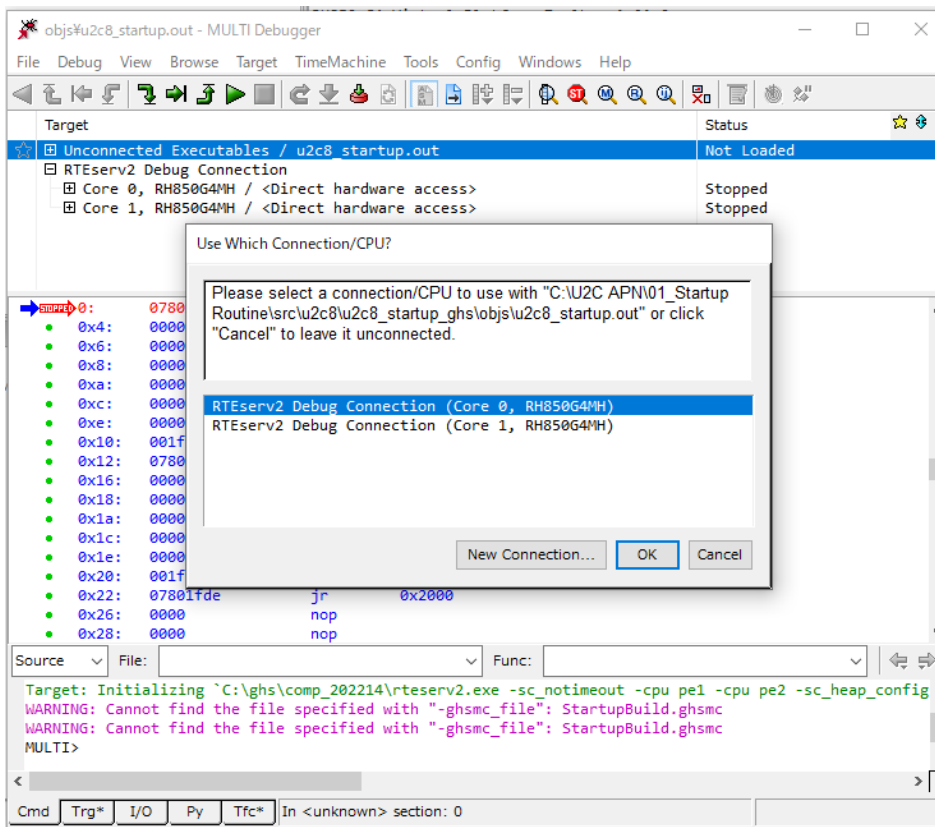 objs¥u2c8_startup.out - MULTI Debugger
File Debug View Browse Target TimeMachine Tools Config Windows Help
Target Status
Unconnected Executables / u2c8_startup.out Not Loaded
RTEserv2 Debug Connection
Core 0, RH850G4MH / <Direct hardware access> Stopped
Core 1, RH850G4MH / <Direct hardware access> Stopped
Use Which Connection/CPU?
Please select a connection/CPU to use with "C:\U2C APN\01_Startup
Routine\src\u2c8\u2c8_startup_ghs\objs\u2c8_startup.out" or click
"Cancel" to leave it unconnected.
RTEserv2 Debug Connection (Core 0, RH850G4MH)
RTEserv2 Debug Connection (Core 1, RH850G4MH)
New Connection... OK Cancel
STOPPED 0: 0780
0x4: 0000
0x6: 0000
0x8: 0000
0xa: 0000
0xc: 0000
0xe: 0000
0x10: 001f
0x12: 0780
0x16: 0000
0x18: 0000
0x1a: 0000
0x1c: 0000
0x1e: 0000
0x20: 001f
0x22: 07801fde jr 0x2000
0x26: 0000 nop
0x28: 0000 nop
Source File: Func:
Target: Initializing `C:\ghs\comp_202214\rteserv2.exe -sc_notimeout -cpu pe1 -cpu pe2 -sc_heap_config
WARNING: Cannot find the file specified with "-ghsmc_file": StartupBuild.ghsmc
WARNING: Cannot find the file specified with "-ghsmc_file": StartupBuild.ghsmc
MULTI>
Cmd Trg* I/O Py Tfc* In <unknown> section: 0